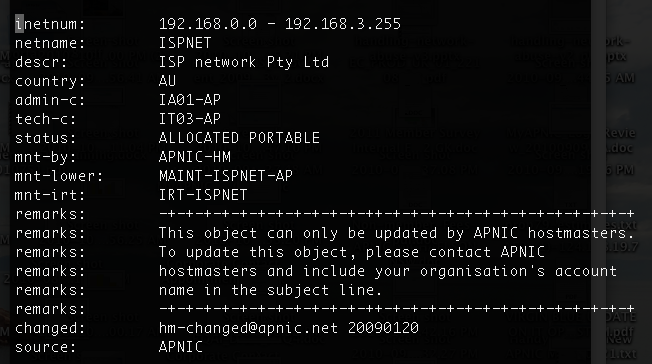 inetnum: 192.168.0.0 - 192.168.3.255
netname: ISPNET
descr: ISP network Pty Ltd
country: AU
admin-c: IA01-AP
tech-c: IT03-AP
status: ALLOCATED PORTABLE
mnt-by: APNIC-HM
mnt-lower: MAINT-ISPNET-AP
mnt-irt: IRT-ISPNET
remarks: -+-+-+-+-+-+-+-+-+-+-+-++-+-+-+-+-+-+-+-+-+-+-+-+-+-+
remarks: This object can only be updated by APNIC hostmasters.
remarks: To update this object, please contact APNIC
remarks: hostmasters and include your organisation's account
remarks: name in the subject line.
remarks: -+-+-+-+-+-+-+-+-+-+-+-++-+-+-+-+-+-+-+-+-+-+-+-+-+-+
changed: hm-changed@apnic.net 20090120
source: APNIC